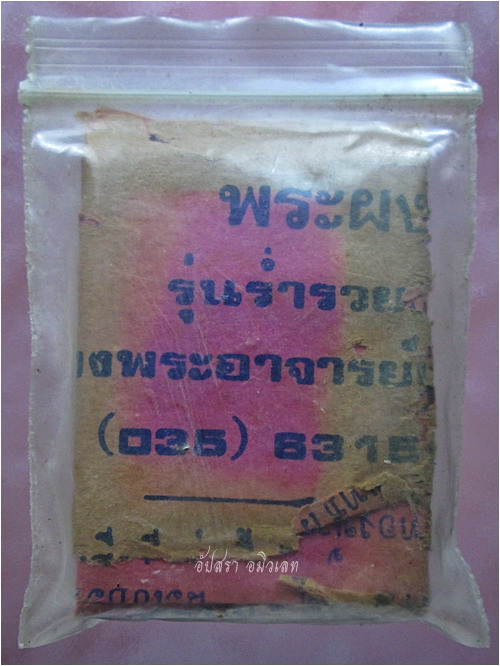 พระผง
รุ่นร่ำรวย
งพระอาจารย์
(035) 6315
อัปสรา อมิวเลท